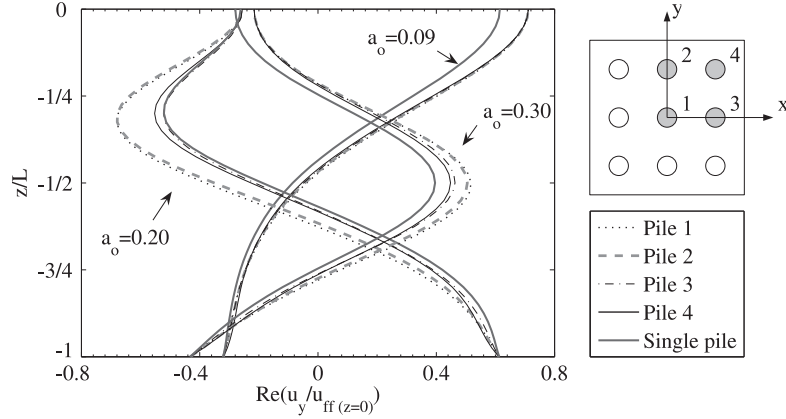 0
-1/4
-1/2
-3/4
-1
z/L
-0.8
-0.4
0
0.4
0.8
Re(u_y/u_ff (z=0))
a_o=0.09
a_o=0.30
a_o=0.20
y
x
2
4
1
3
Pile 1
Pile 2
Pile 3
Pile 4
Single pile